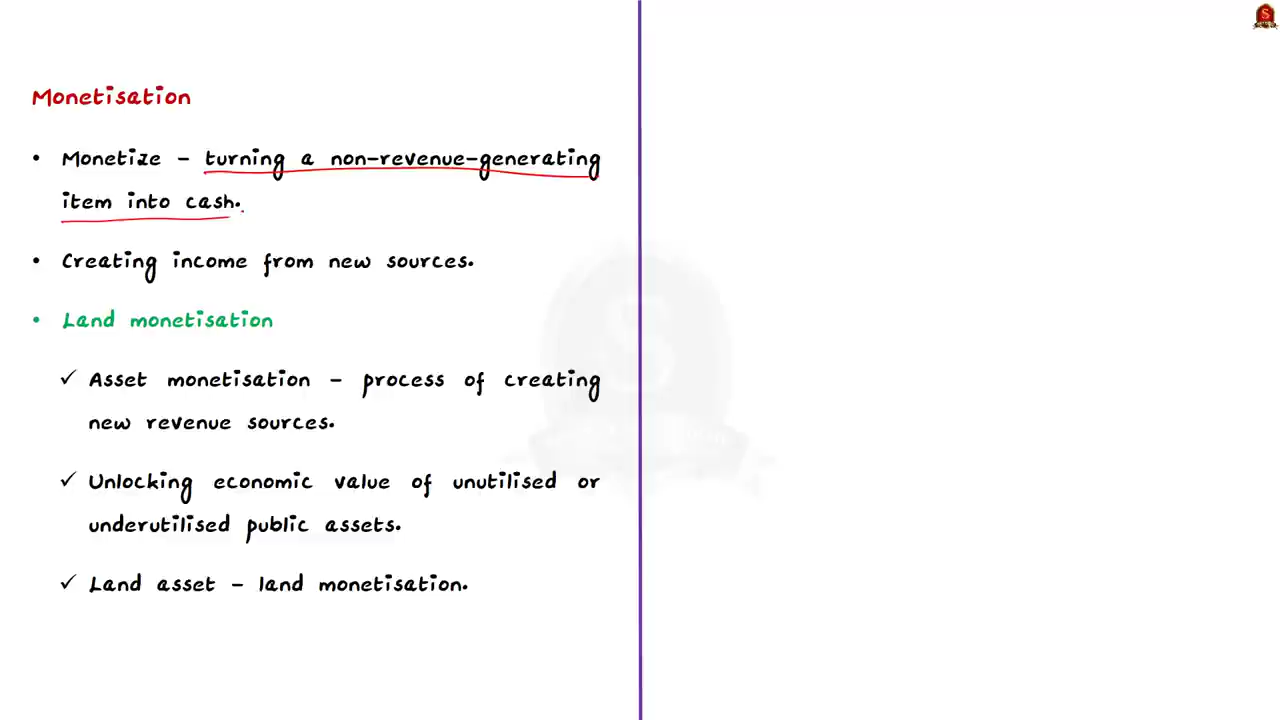 Monetisation
• Monetize – turning a non-revenue-generating
item into cash.
• Creating income from new sources.
• Land monetisation
✓ Asset monetisation – process of creating
new revenue sources.
✓ Unlocking economic value of unutilised or
underutilised public assets.
✓ Land asset – land monetisation.